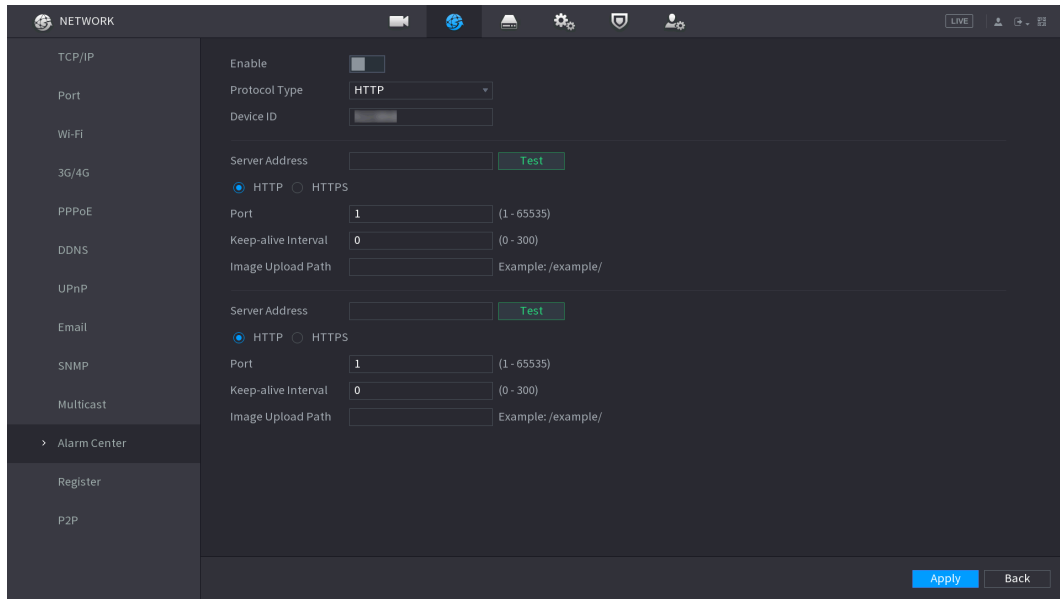 NETWORK
LIVE
TCP/IP
Port
Wi-Fi
3G/4G
PPPoE
DDNS
UPnP
Email
SNMP
Multicast
Alarm Center
Register
P2P
Enable
Protocol Type HTTP
Device ID
Server Address Test
HTTP HTTPS
Port 1 (1 - 65535)
Keep-alive Interval 0 (0 - 300)
Image Upload Path Example: /example/
Server Address Test
HTTP HTTPS
Port 1 (1 - 65535)
Keep-alive Interval 0 (0 - 300)
Image Upload Path Example: /example/
Apply Back